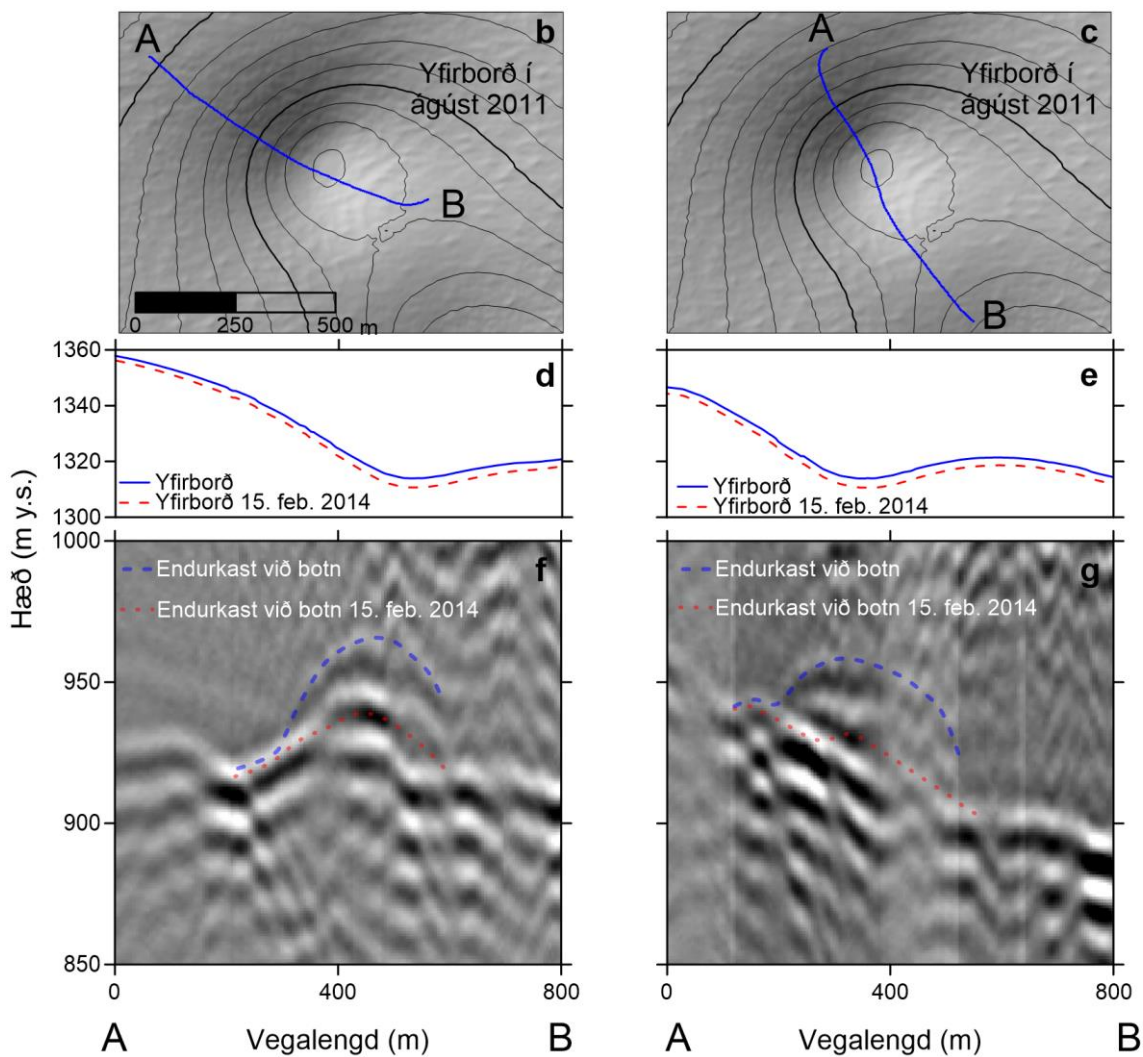 A
b
Yfirborð í
ágúst 2011
B
0 250 500 m
A
c
Yfirborð í
ágúst 2011
B
1360
1340
1320
1300
d
Yfirborð
Yfirborð 15. feb. 2014
e
Yfirborð
Yfirborð 15. feb. 2014
Hæð (m y.s.)
1000
950
900
850
f
Endurkast við botn
Endurkast við botn 15. feb. 2014
g
Endurkast við botn
Endurkast við botn 15. feb. 2014
0 400 800
0 400 800
A Vegalengd (m) B
A Vegalengd (m) B